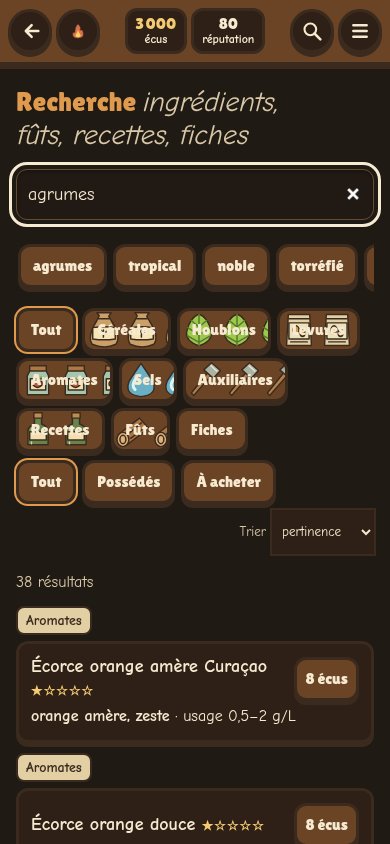 3 000
écus
80
réputation
Recherche ingrédients,
fûts, recettes, fiches
agrumes ×
agrumes tropical noble torréfié
Tout Céréales Houblons Levures
Aromates Sels Auxiliaires
Recettes Fûts Fiches
Tout Possédés À acheter
Trier pertinence
38 résultats
Aromates
Écorce orange amère Curaçao
★☆☆☆☆
8 écus
orange amère, zeste · usage 0,5–2 g/L
Aromates
Écorce orange douce ★☆☆☆☆
8 écus